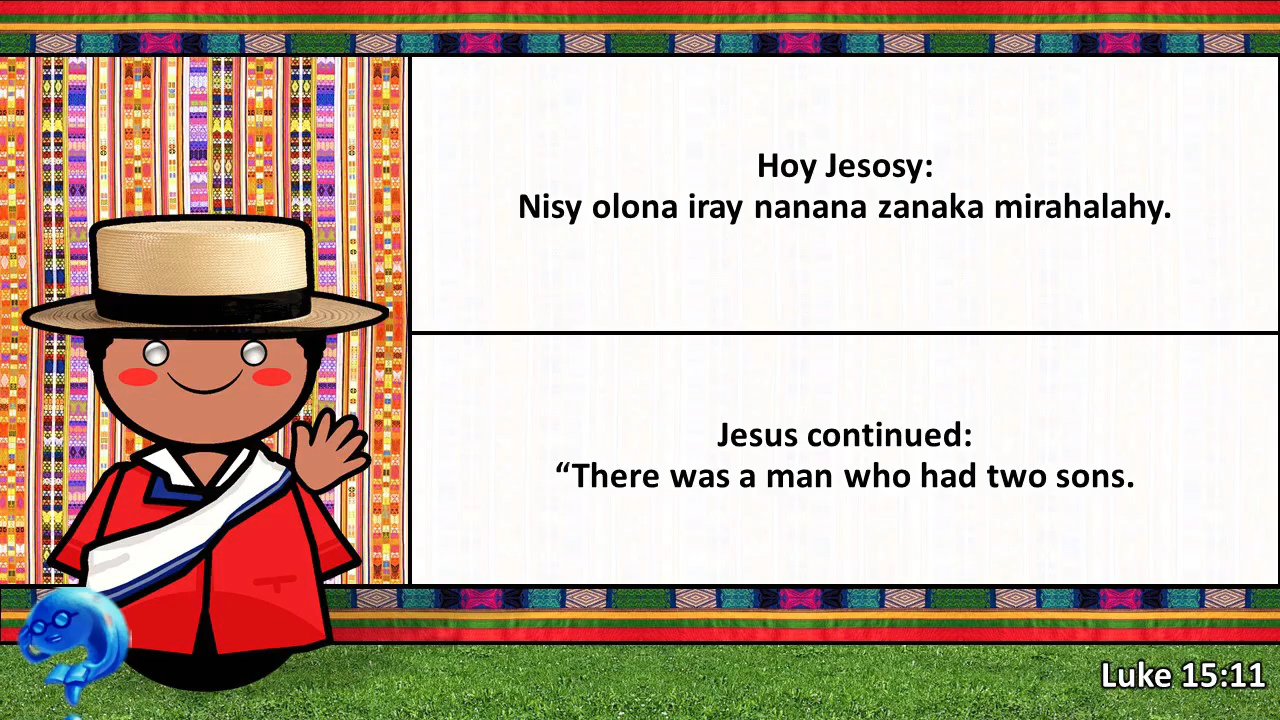 Hoy Jesosy:
Nisy olona iray nanana zanaka mirahalahy.
Jesus continued:
“There was a man who had two sons.
Luke 15:11